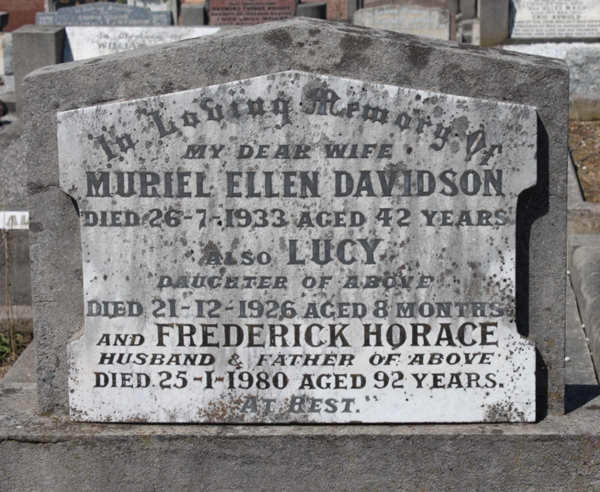 In Loving Memory Of
MY DEAR WIFE
MURIEL ELLEN DAVIDSON
DIED 26-7-1933 AGED 42 YEARS
ALSO LUCY
DAUGHTER OF ABOVE
DIED 21-12-1926 AGED 8 MONTHS
AND FREDERICK HORACE
HUSBAND & FATHER OF ABOVE
DIED 25-1-1980 AGED 92 YEARS.
"AT REST."